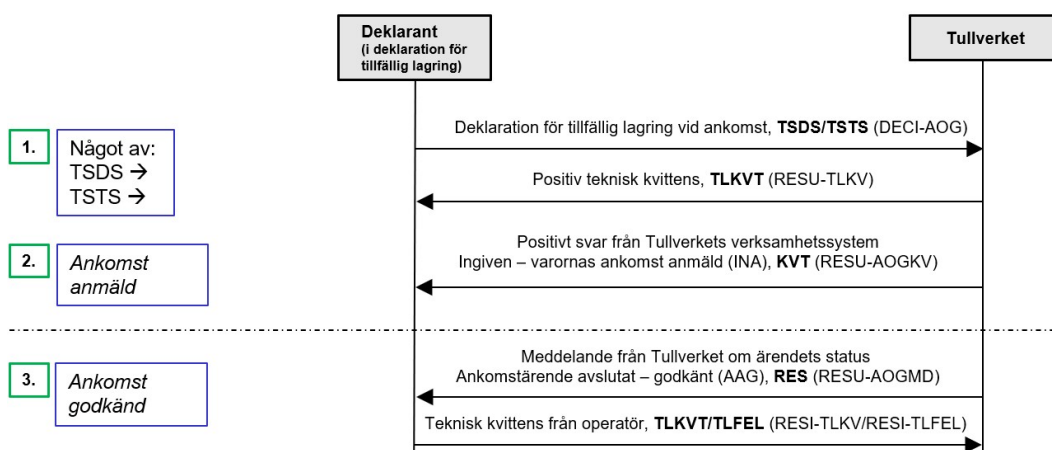 Deklarant
(i deklaration för
tillfällig lagring)
Tullverket
1.
Något av:
TSDS →
TSTS →
Deklaration för tillfällig lagring vid ankomst, TSDS/TSTS (DECI-AOG)
Positiv teknisk kvittens, TLKVT (RESU-TLKV)
2.
Ankomst
anmäld
Positivt svar från Tullverkets verksamhetssystem
Ingiven – varornas ankomst anmäld (INA), KVT (RESU-AOGKV)
3.
Ankomst
godkänd
Meddelande från Tullverket om ärendets status
Ankomstärende avslutat – godkänt (AAG), RES (RESU-AOGMD)
Teknisk kvittens från operatör, TLKVT/TLFEL (RESI-TLKV/RESI-TLFEL)